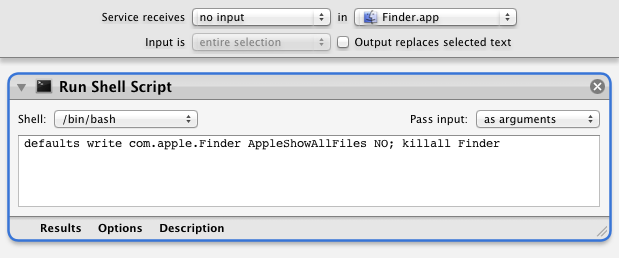 Service receives no input in Finder.app
Input is entire selection Output replaces selected text
Run Shell Script
Shell: /bin/bash Pass input: as arguments
defaults write com.apple.Finder AppleShowAllFiles NO; killall Finder
Results Options Description